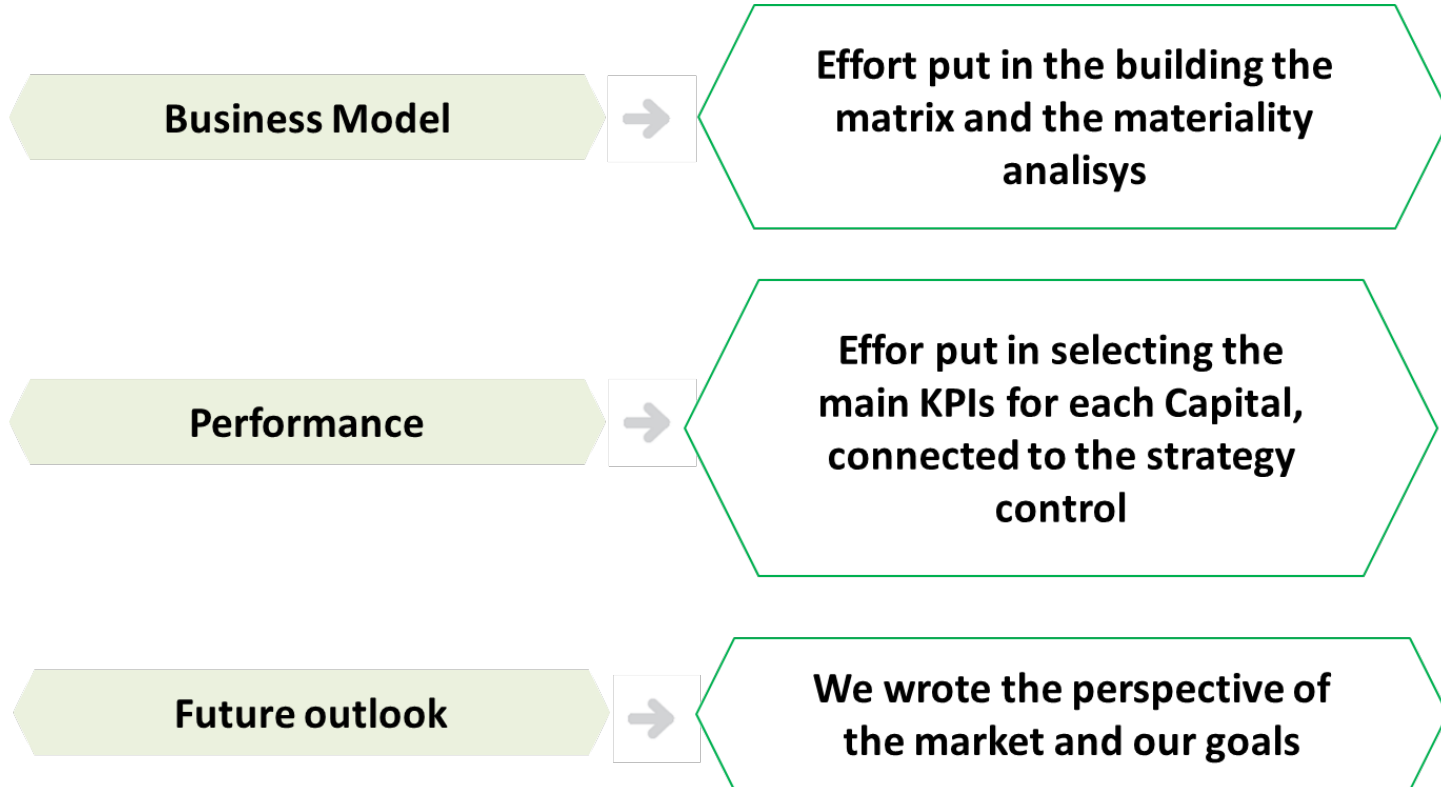 Business Model
Effort put in the building the
matrix and the materiality
analisys
Performance
Effor put in selecting the
main KPIs for each Capital,
connected to the strategy
control
Future outlook
We wrote the perspective of
the market and our goals